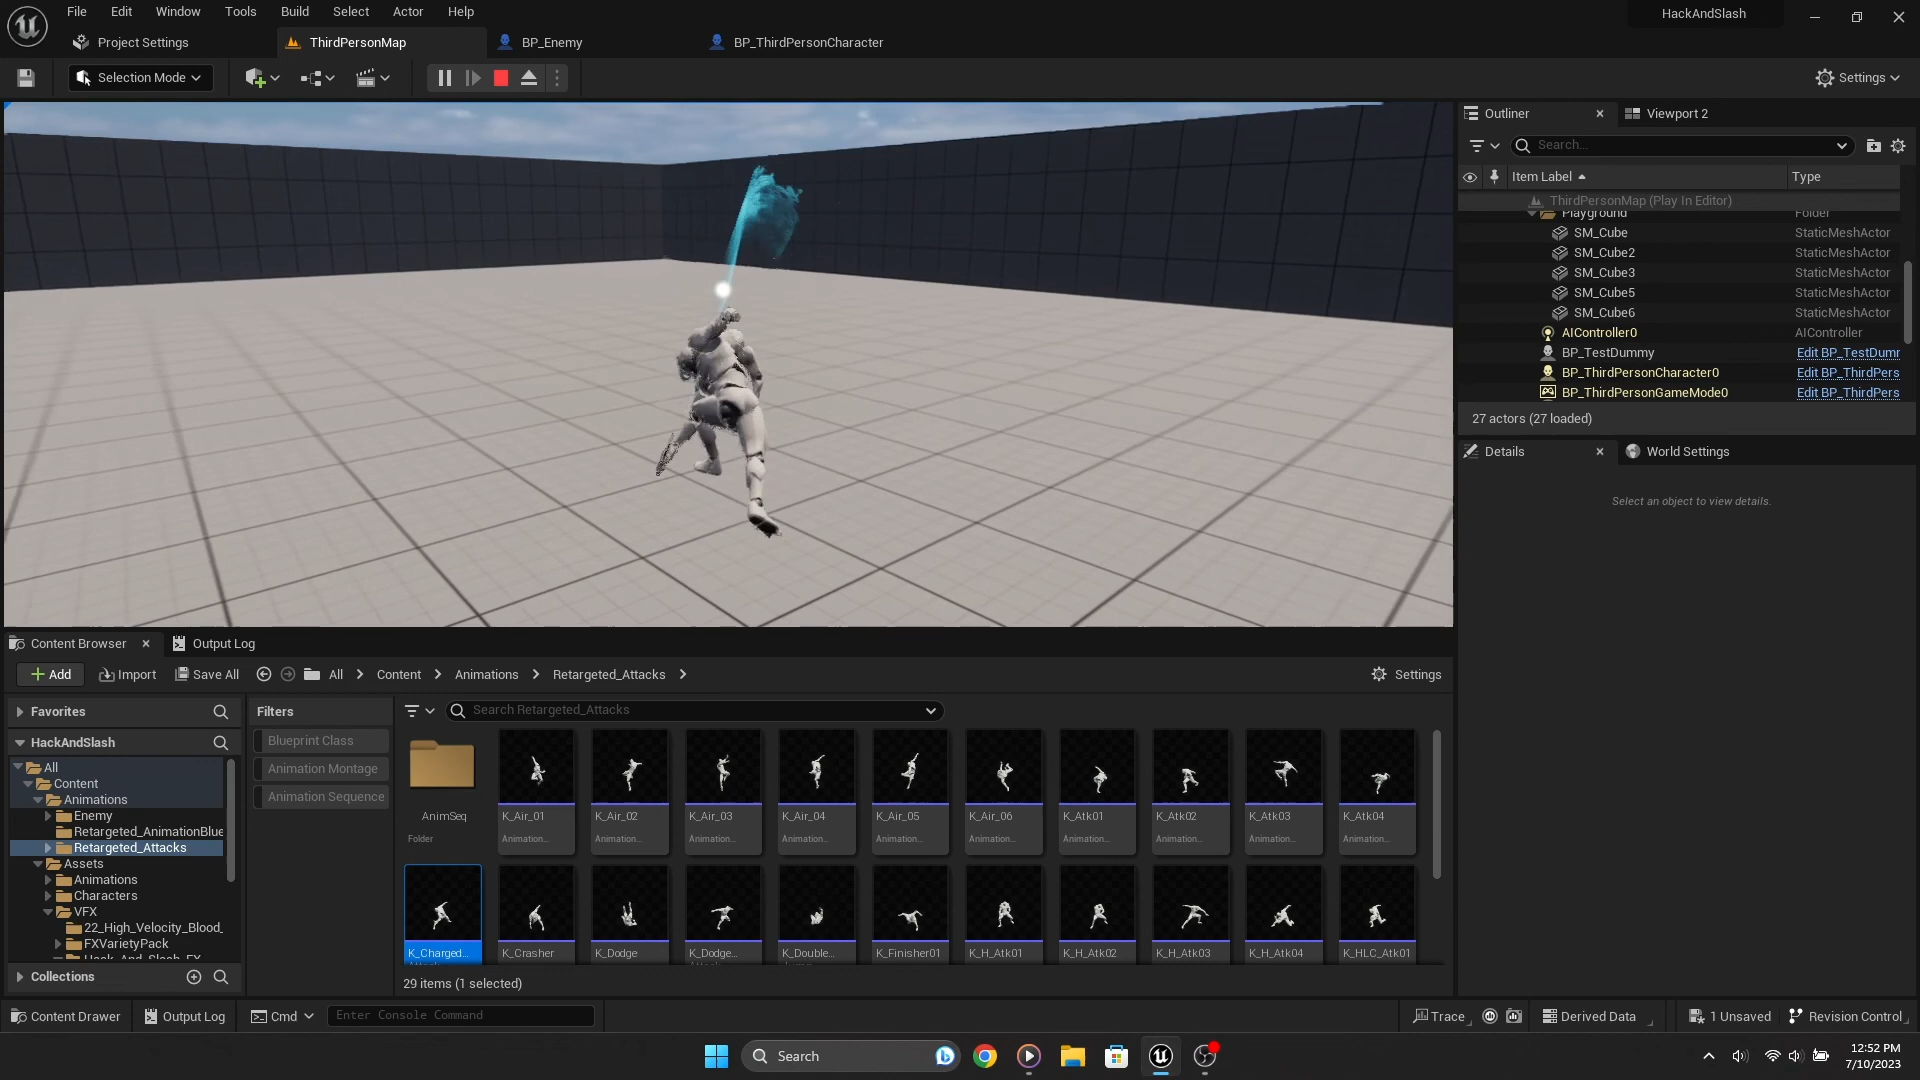 File Edit Window Tools Build Select Actor Help
HackAndSlash
Project Settings
ThirdPersonMap
BP_Enemy
BP_ThirdPersonCharacter
Selection Mode
Settings
Outliner
Viewport 2
Search...
Item Label
Type
ThirdPersonMap (Play In Editor)
Playground Folder
SM_Cube StaticMeshActor
SM_Cube2 StaticMeshActor
SM_Cube3 StaticMeshActor
SM_Cube5 StaticMeshActor
SM_Cube6 StaticMeshActor
AIController0 AIController
BP_TestDummy Edit BP_TestDumr
BP_ThirdPersonCharacter0 Edit BP_ThirdPers
BP_ThirdPersonGameMode0 Edit BP_ThirdPers
27 actors (27 loaded)
Details
World Settings
Select an object to view details.
Content Browser
Output Log
Add
Import
Save All
All
Content
Animations
Retargeted_Attacks
Settings
Favorites
HackAndSlash
All
Content
Animations
Enemy
Retargeted_AnimationBlue
Retargeted_Attacks
Assets
Animations
Characters
VFX
22_High_Velocity_Blood_
FXVarietyPack
Hack_And_Slash_FX
Collections
Filters
Blueprint Class
Animation Montage
Animation Sequence
Search Retargeted_Attacks
AnimSeq K_Air_01 K_Air_02 K_Air_03 K_Air_04 K_Air_05 K_Air_06 K_Atk01 K_Atk02 K_Atk03 K_Atk04
Folder Animation... Animation... Animation... Animation... Animation... Animation... Animation... Animation... Animation... Animation...
K_Charged... K_Crasher K_Dodge K_Dodge... K_Double... K_Finisher01 K_H_Atk01 K_H_Atk02 K_H_Atk03 K_H_Atk04 K_HLC_Atk01
29 items (1 selected)
Content Drawer
Output Log
Cmd
Enter Console Command
Trace
Derived Data
1 Unsaved
Revision Control
Search
12:52 PM
7/10/2023